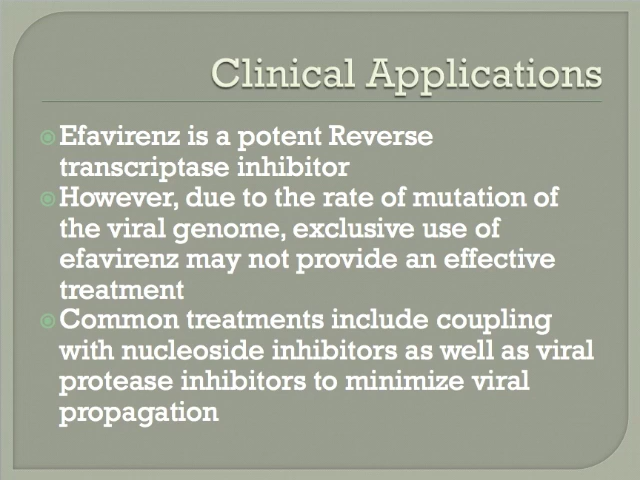 Clinical Applications
Efavirenz is a potent Reverse
transcriptase inhibitor
However, due to the rate of mutation of
the viral genome, exclusive use of
efavirenz may not provide an effective
treatment
Common treatments include coupling
with nucleoside inhibitors as well as viral
protease inhibitors to minimize viral
propagation